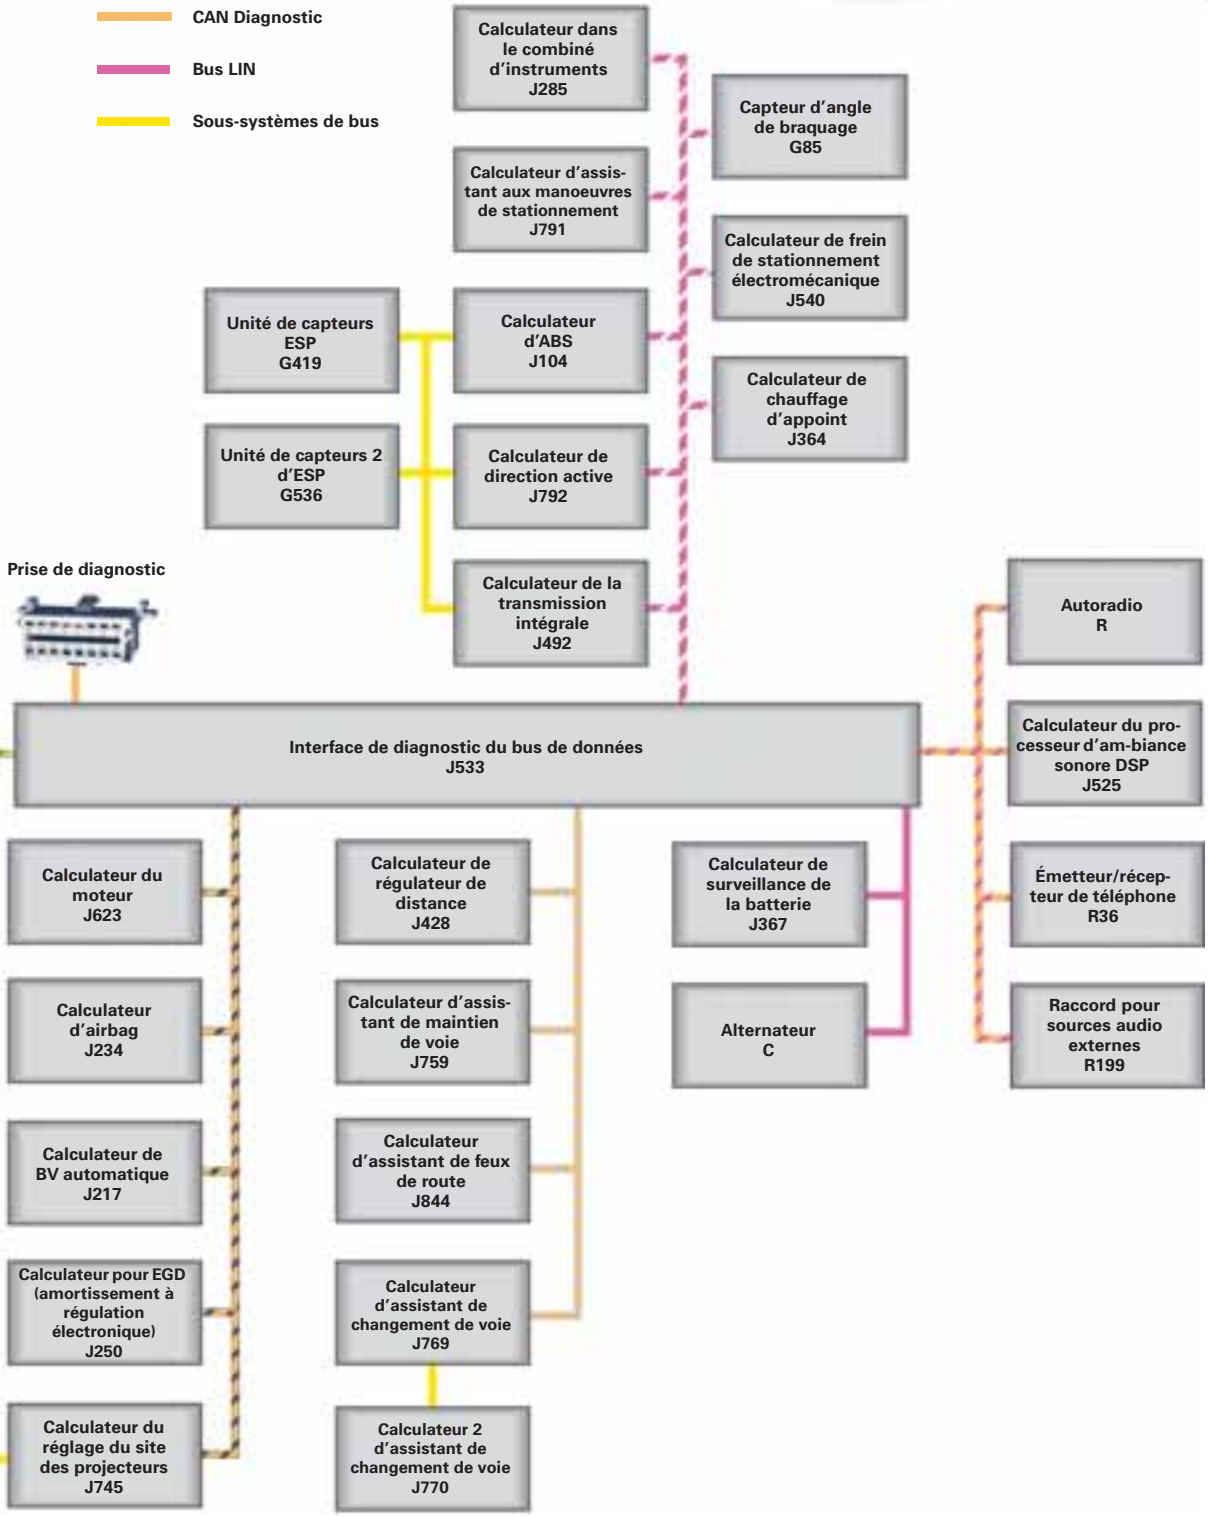 CAN Diagnostic
Bus LIN
Sous-systèmes de bus
Calculateur dans
le combiné
d'instruments
J285
Capteur d'angle
de braquage
G85
Calculateur d'assis-
tant aux manoeuvres
de stationnement
J791
Calculateur de frein
de stationnement
électromécanique
J540
Unité de capteurs
ESP
G419
Calculateur
d'ABS
J104
Calculateur de
chauffage
d'appoint
J364
Unité de capteurs 2
d'ESP
G536
Calculateur de
direction active
J792
Prise de diagnostic
Calculateur de la
transmission
intégrale
J492
Autoradio
R
Interface de diagnostic du bus de données
J533
Calculateur du pro-
cesseur d'am-biance
sonore DSP
J525
Calculateur du
moteur
J623
Calculateur de
régulateur de
distance
J428
Calculateur de
surveillance de
la batterie
J367
Émetteur/récep-
teur de téléphone
R36
Calculateur
d'airbag
J234
Calculateur d'assis-
tant de maintien
de voie
J759
Alternateur
C
Raccord pour
sources audio
externes
R199
Calculateur de
BV automatique
J217
Calculateur
d'assistant de feux
de route
J844
Calculateur pour EGD
(amortissement à
régulation
électronique)
J250
Calculateur
d'assistant de
changement de voie
J769
Calculateur du
réglage du site
des projecteurs
J745
Calculateur 2
d'assistant de
changement de voie
J770